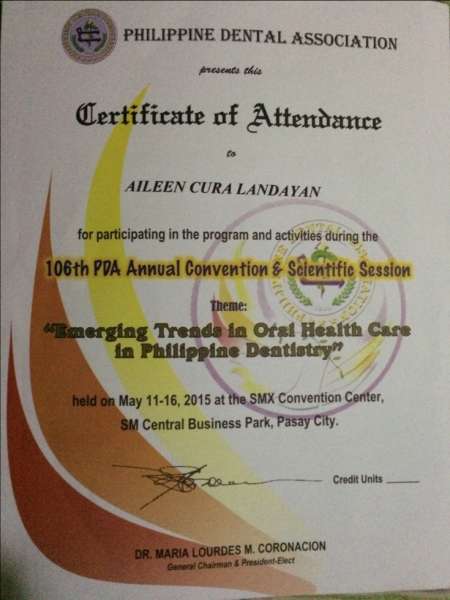 PHILIPPINE DENTAL ASSOCIATION
presents this
Certificate of Attendance
to
AILEEN CURA LANDAYAN
for participating in the program and activities during the
106th PDA Annual Convention & Scientific Session
Theme:
“Emerging Trends in Oral Health Care
in Philippine Dentistry”
held on May 11-16, 2015 at the SMX Convention Center,
SM Central Business Park, Pasay City.
Credit Units
DR. MARIA LOURDES M. CORONACION
General Chairman & President-Elect